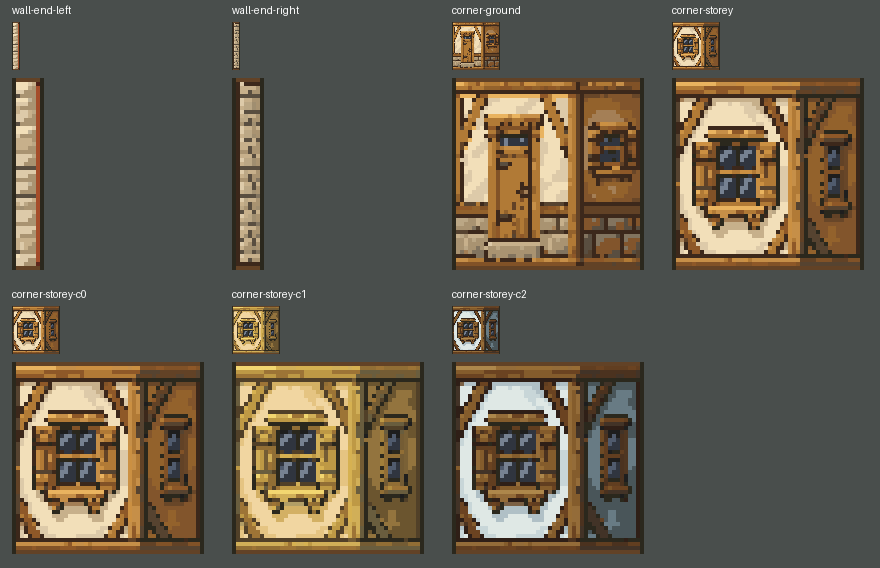 wall-end-left
wall-end-right
corner-ground
corner-storey
corner-storey-c0
corner-storey-c1
corner-storey-c2